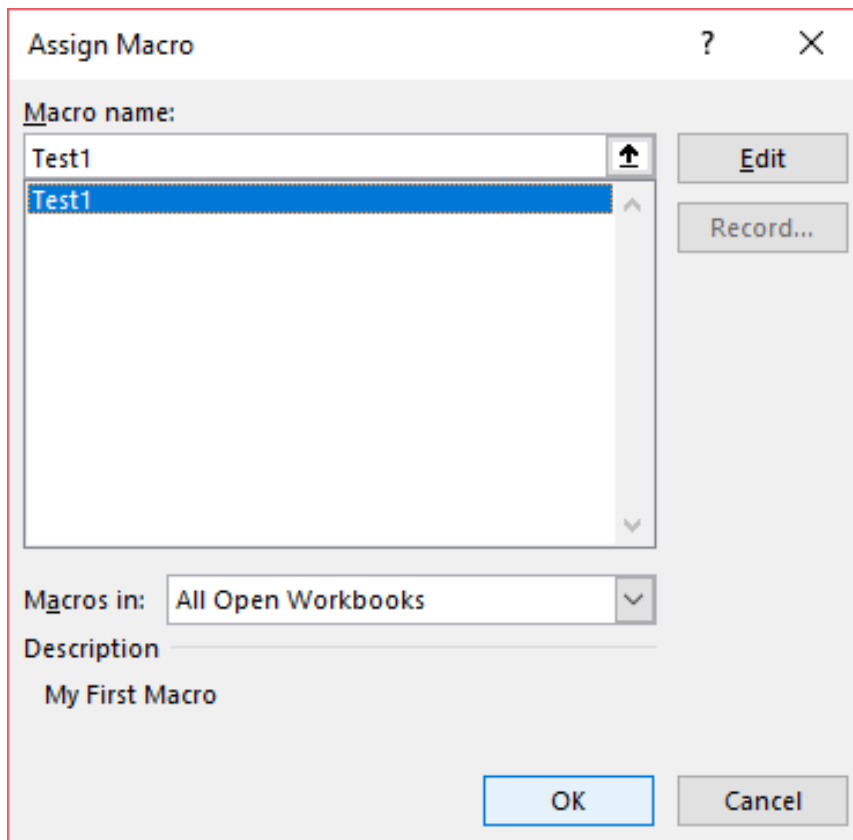 Assign Macro ?
Macro name:
Test1 Edit
Test1
Record...
Macros in: All Open Workbooks
Description
My First Macro
OK Cancel